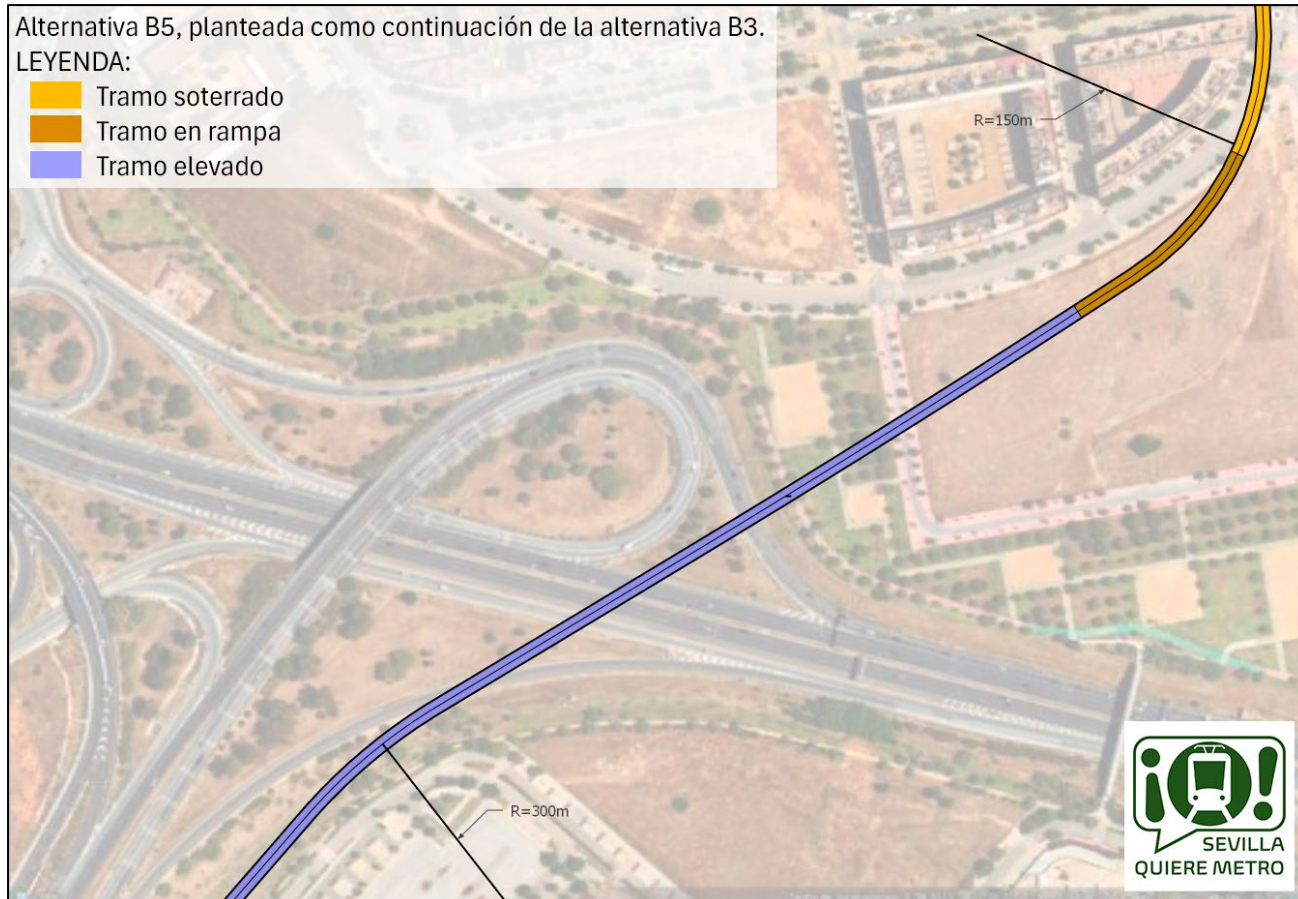 Alternativa B5, planteada como continuación de la alternativa B3.
LEYENDA:
Tramo soterrado
Tramo en rampa
Tramo elevado
R=150m
R=300m
¡O!
SEVILLA
QUIERE METRO